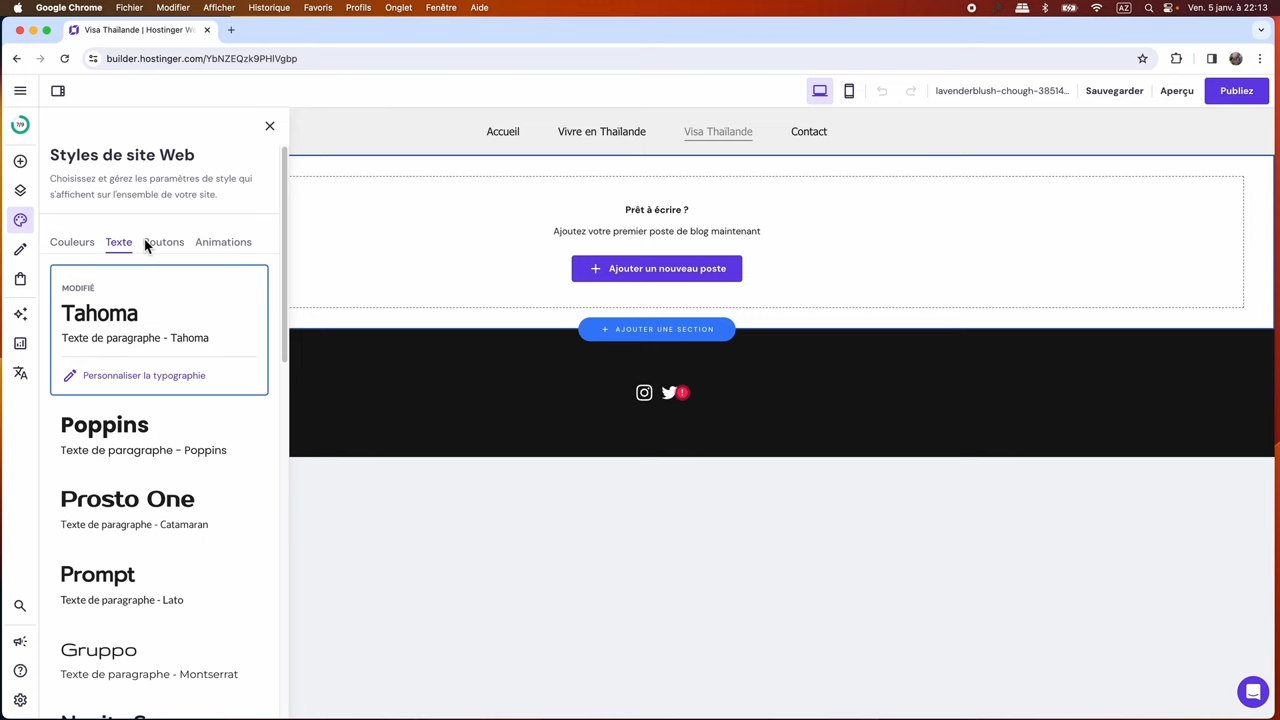 Google Chrome Fichier Modifier Afficher Historique Favoris Profils Onglet Fenêtre Aide AZ Ven. 5 janv. à 22:13
Visa Thaïlande | Hostinger W
builder.hostinger.com/YbNZEQzk9PHlVgbp
lavenderblush-chough-38514... Sauvegarder Aperçu Publiez
7/9
Accueil Vivre en Thaïlande Visa Thaïlande Contact
Styles de site Web
Choisissez et gérez les paramètres de style qui
s'affichent sur l'ensemble de votre site.
Couleurs Texte Boutons Animations
MODIFIÉ
Tahoma
Texte de paragraphe - Tahoma
Personnaliser la typographie
Poppins
Texte de paragraphe - Poppins
Prosto One
Texte de paragraphe - Catamaran
Prompt
Texte de paragraphe - Lato
Gruppo
Texte de paragraphe - Montserrat
Prêt à écrire ?
Ajoutez votre premier poste de blog maintenant
+ Ajouter un nouveau poste
+ AJOUTER UNE SECTION